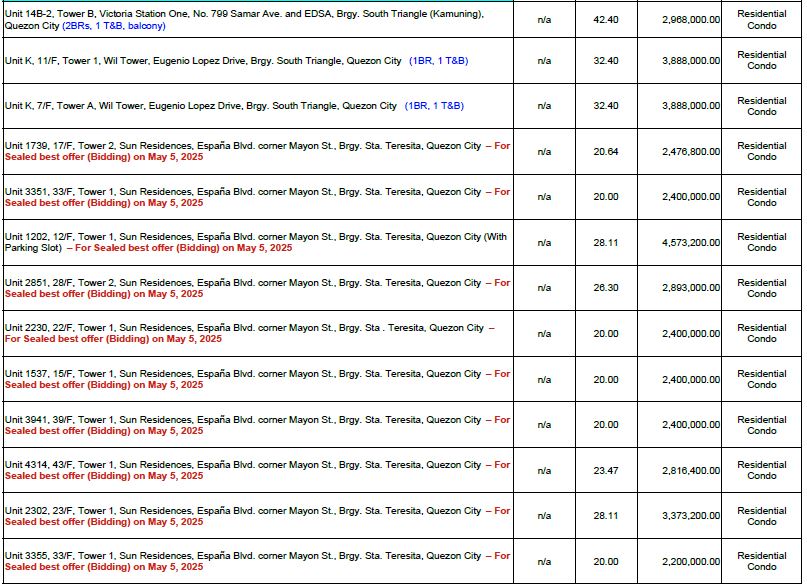 Unit 14B-2, Tower B, Victoria Station One, No. 799 Samar Ave. and EDSA, Brgy. South Triangle (Kamuning),
Quezon City (2BRs, 1 T&B, balcony)
n/a
42.40
2,968,000.00
Residential
Condo
Unit K, 11/F, Tower 1, Wil Tower, Eugenio Lopez Drive, Brgy. South Triangle, Quezon City (1BR, 1 T&B)
n/a
32.40
3,888,000.00
Residential
Condo
Unit K, 7/F, Tower A, Wil Tower, Eugenio Lopez Drive, Brgy. South Triangle, Quezon City (1BR, 1 T&B)
n/a
32.40
3,888,000.00
Residential
Condo
Unit 1739, 17/F, Tower 2, Sun Residences, España Blvd. corner Mayon St., Brgy. Sta. Teresita, Quezon City – For
Sealed best offer (Bidding) on May 5, 2025
n/a
20.64
2,476,800.00
Residential
Condo
Unit 3351, 33/F, Tower 1, Sun Residences, España Blvd. corner Mayon St., Brgy. Sta. Teresita, Quezon City – For
Sealed best offer (Bidding) on May 5, 2025
n/a
20.00
2,400,000.00
Residential
Condo
Unit 1202, 12/F, Tower 1, Sun Residences, España Blvd. corner Mayon St., Brgy. Sta. Teresita, Quezon City (With
Parking Slot) – For Sealed best offer (Bidding) on May 5, 2025
n/a
28.11
4,573,200.00
Residential
Condo
Unit 2851, 28/F, Tower 2, Sun Residences, España Blvd. corner Mayon St., Brgy. Sta. Teresita, Quezon City – For
Sealed best offer (Bidding) on May 5, 2025
n/a
26.30
2,893,000.00
Residential
Condo
Unit 2230, 22/F, Tower 1, Sun Residences, España Blvd. corner Mayon St., Brgy. Sta . Teresita, Quezon City –
For Sealed best offer (Bidding) on May 5, 2025
n/a
20.00
2,400,000.00
Residential
Condo
Unit 1537, 15/F, Tower 1, Sun Residences, España Blvd. corner Mayon St., Brgy. Sta. Teresita, Quezon City – For
Sealed best offer (Bidding) on May 5, 2025
n/a
20.00
2,400,000.00
Residential
Condo
Unit 3941, 39/F, Tower 1, Sun Residences, España Blvd. corner Mayon St., Brgy. Sta. Teresita, Quezon City – For
Sealed best offer (Bidding) on May 5, 2025
n/a
20.00
2,400,000.00
Residential
Condo
Unit 4314, 43/F, Tower 1, Sun Residences, España Blvd. corner Mayon St., Brgy. Sta. Teresita, Quezon City – For
Sealed best offer (Bidding) on May 5, 2025
n/a
23.47
2,816,400.00
Residential
Condo
Unit 2302, 23/F, Tower 1, Sun Residences, España Blvd. corner Mayon St., Brgy. Sta. Teresita, Quezon City – For
Sealed best offer (Bidding) on May 5, 2025
n/a
28.11
3,373,200.00
Residential
Condo
Unit 3355, 33/F, Tower 1, Sun Residences, España Blvd. corner Mayon St., Brgy. Sta. Teresita, Quezon City – For
Sealed best offer (Bidding) on May 5, 2025
n/a
20.00
2,200,000.00
Residential
Condo